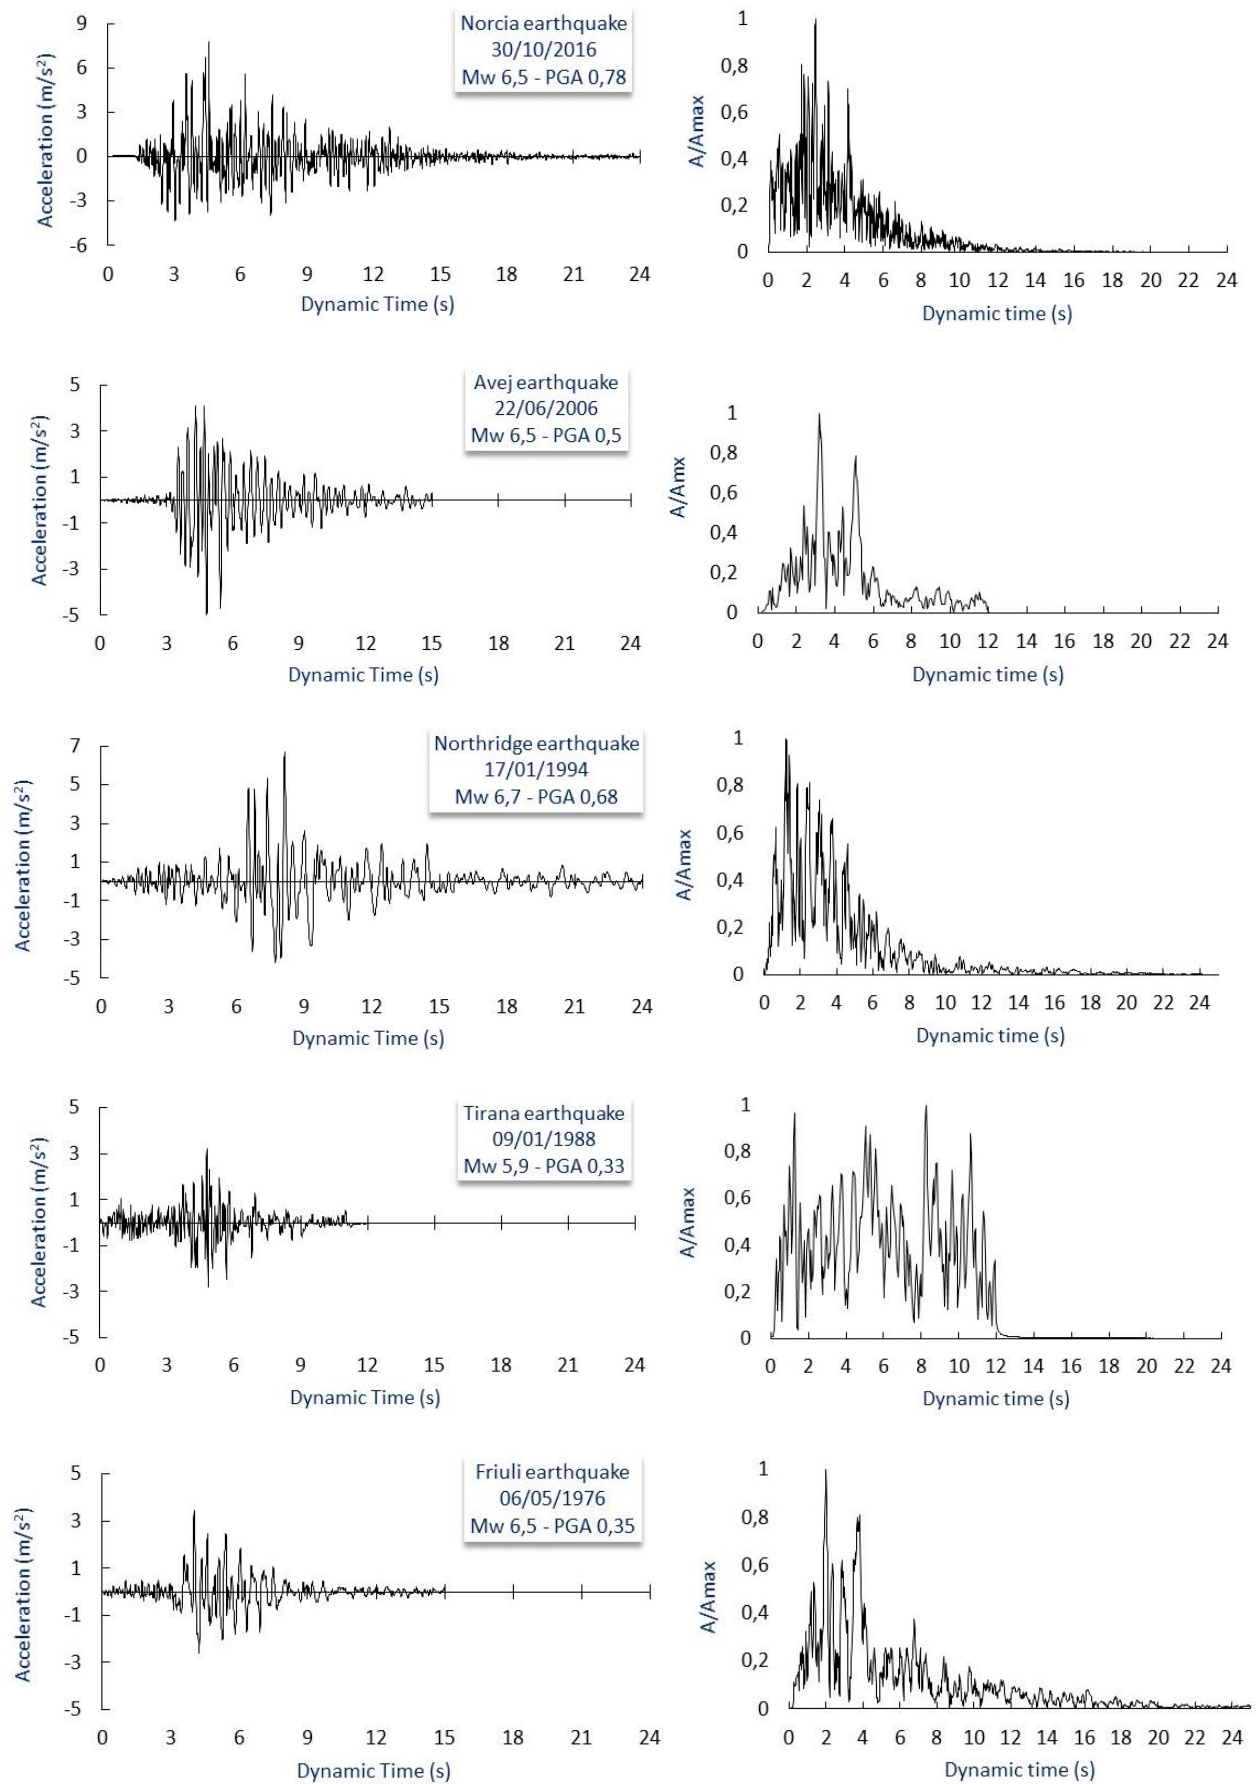 Norcia earthquake
30/10/2016
Mw 6,5 - PGA 0,78
Acceleration (m/s²)
9
6
3
0
-3
-6
0 3 6 9 12 15 18 21 24
Dynamic Time (s)
A/Amax
1
0,8
0,6
0,4
0,2
0
0 2 4 6 8 10 12 14 16 18 20 22 24
Dynamic time (s)
Avej earthquake
22/06/2006
Mw 6,5 - PGA 0,5
Acceleration (m/s²)
5
3
1
-1
-3
-5
0 3 6 9 12 15 18 21 24
Dynamic Time (s)
A/Amx
1
0,8
0,6
0,4
0,2
0
0 2 4 6 8 10 12 14 16 18 20 22 24
Dynamic time (s)
Northridge earthquake
17/01/1994
Mw 6,7 - PGA 0,68
Acceleration (m/s²)
7
5
3
1
-1
-3
-5
0 3 6 9 12 15 18 21 24
Dynamic Time (s)
A/Amax
1
0,8
0,6
0,4
0,2
0
0 2 4 6 8 10 12 14 16 18 20 22 24
Dynamic time (s)
Tirana earthquake
09/01/1988
Mw 5,9 - PGA 0,33
Acceleration (m/s²)
5
3
1
-1
-3
-5
0 3 6 9 12 15 18 21 24
Dynamic Time (s)
A/Amax
1
0,8
0,6
0,4
0,2
0
0 2 4 6 8 10 12 14 16 18 20 22 24
Dynamic time (s)
Friuli earthquake
06/05/1976
Mw 6,5 - PGA 0,35
Acceleration (m/s²)
5
3
1
-1
-3
-5
0 3 6 9 12 15 18 21 24
Dynamic Time (s)
A/Amax
1
0,8
0,6
0,4
0,2
0
0 2 4 6 8 10 12 14 16 18 20 22 24
Dynamic time (s)